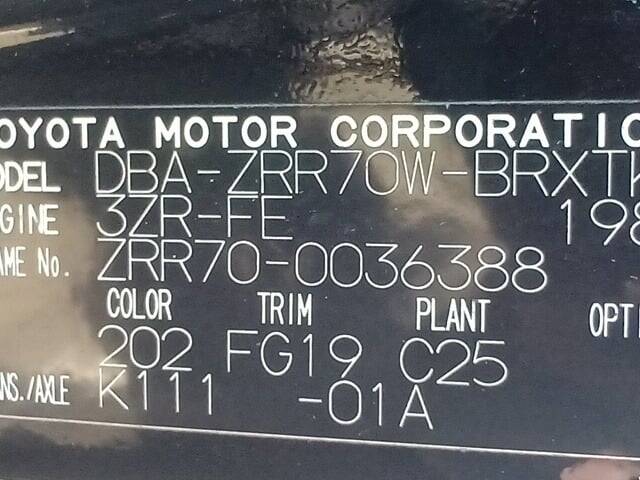 OYOTA MOTOR CORPORATIO
ODEL DBA-ZRR70W-BRXTK
GINE 3ZR-FE 198
AME No. ZRR70-0036388
COLOR TRIM PLANT OPTI
202 FG19 C25
NS./AXLE K111 -01A